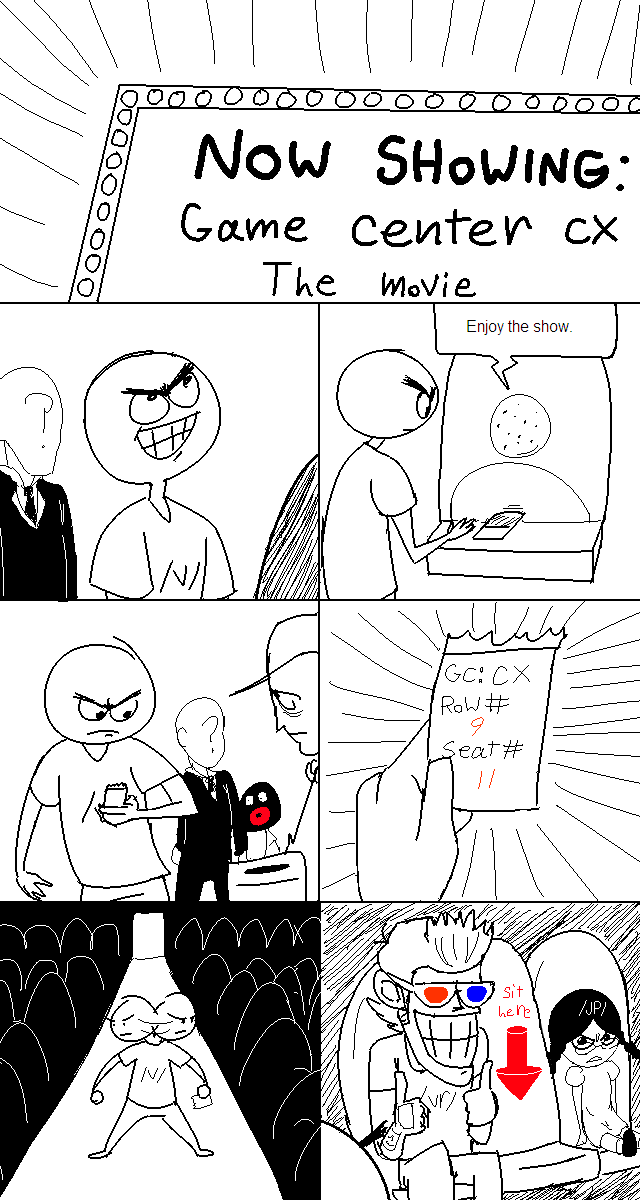 NOW SHOWING:
Game center cx
The movie
Enjoy the show.
GC:CX
Row#
9
Seat#
11
sit
here
/JP/